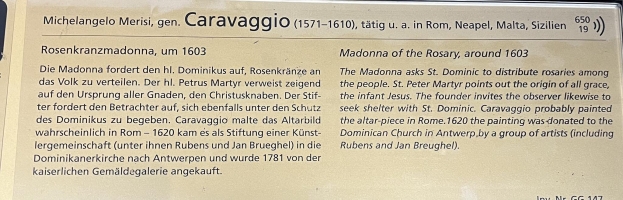 Michelangelo Merisi, gen. Caravaggio (1571–1610), tätig u. a. in Rom, Neapel, Malta, Sizilien
650
19
Rosenkranzmadonna, um 1603
Die Madonna fordert den hl. Dominikus auf, Rosenkränze an
das Volk zu verteilen. Der hl. Petrus Martyr verweist zeigend
auf den Ursprung aller Gnaden, den Christusknaben. Der Stif-
ter fordert den Betrachter auf, sich ebenfalls unter den Schutz
des Dominikus zu begeben. Caravaggio malte das Altarbild
wahrscheinlich in Rom – 1620 kam es als Stiftung einer Künst-
lergemeinschaft (unter ihnen Rubens und Jan Brueghel) in die
Dominikanerkirche nach Antwerpen und wurde 1781 von der
kaiserlichen Gemäldegalerie angekauft.
Madonna of the Rosary, around 1603
The Madonna asks St. Dominic to distribute rosaries among
the people. St. Peter Martyr points out the origin of all grace,
the infant Jesus. The founder invites the observer likewise to
seek shelter with St. Dominic. Caravaggio probably painted
the altar-piece in Rome.1620 the painting was donated to the
Dominican Church in Antwerp,by a group of artists (including
Rubens and Jan Breughel).
Inv. Nr. GG 147